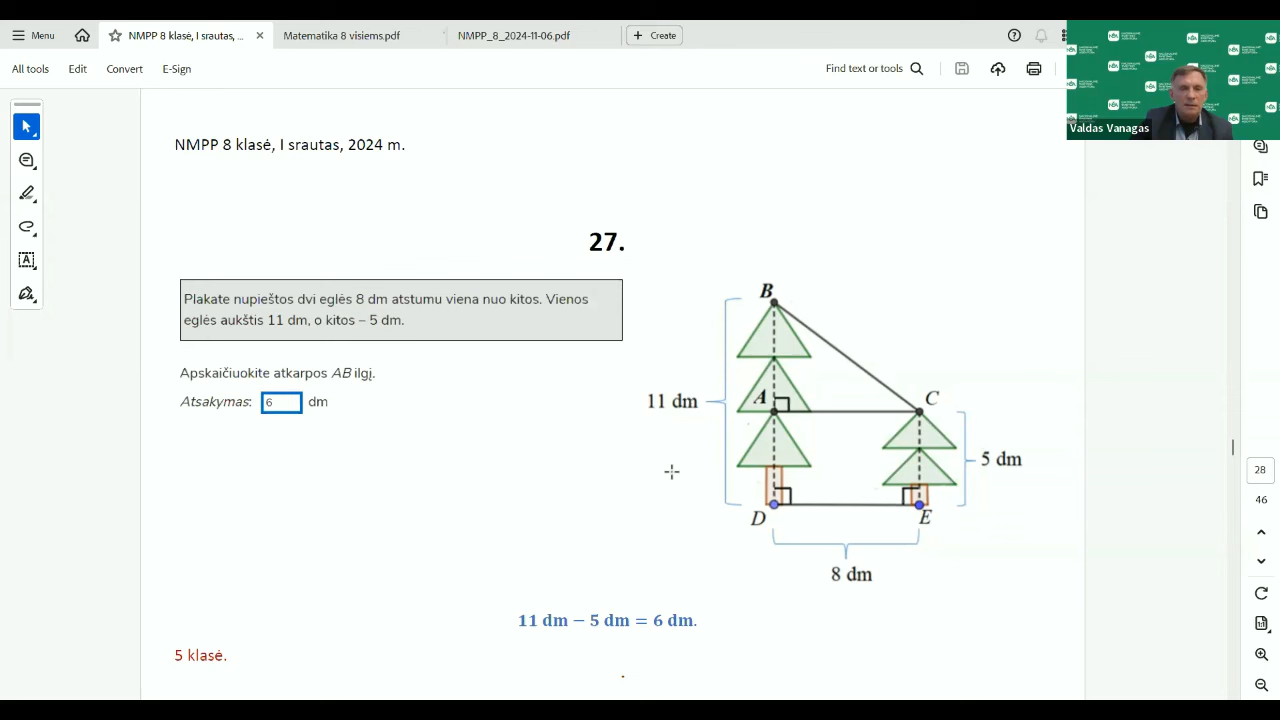 Menu
NMPP 8 klasė, I srautas, ...
Matematika 8 visiems.pdf
NMPP_8_2024-11-06.pdf
Create
All tools
Edit
Convert
E-Sign
Find text or tools
Valdas Vanagas
NMPP 8 klasė, I srautas, 2024 m.
27.
Plakate nupieštos dvi eglės 8 dm atstumu viena nuo kitos. Vienos
eglės aukštis 11 dm, o kitos – 5 dm.
Apskaičiuokite atkarpos AB ilgį.
Atsakymas: 6 dm
B
A
C
11 dm
5 dm
D
E
8 dm
11 dm − 5 dm = 6 dm.
5 klasė.
28
46